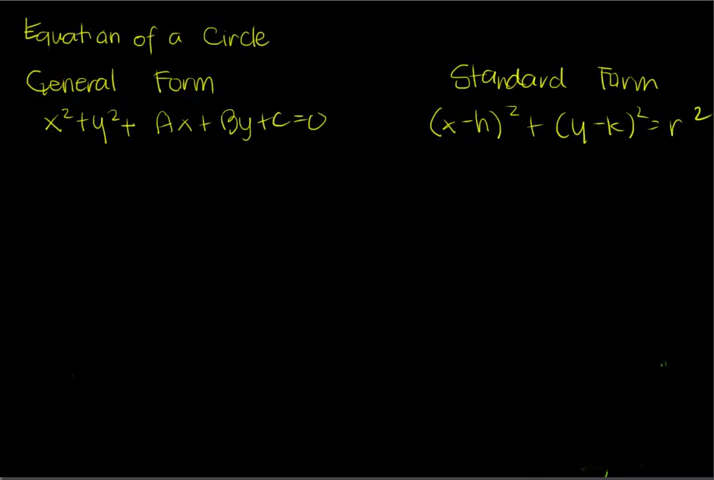 Equation of a Circle
General Form
x² + y² + Ax + By + C = 0
Standard Form
(x-h)² + (y-k)² = r²